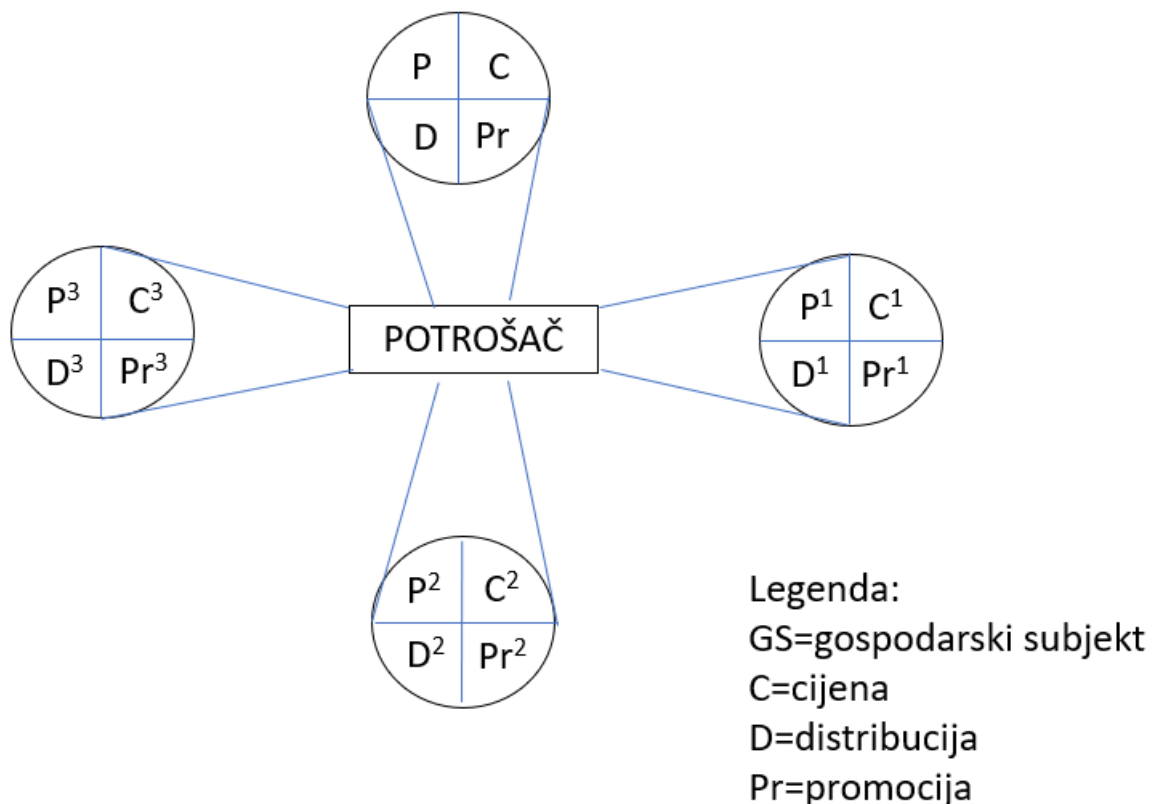 P C
D Pr
P³ C³
D³ Pr³
POTROŠAČ
P¹ C¹
D¹ Pr¹
P² C²
D² Pr²
Legenda:
GS=gospodarski subjekt
C=cijena
D=distribucija
Pr=promocija